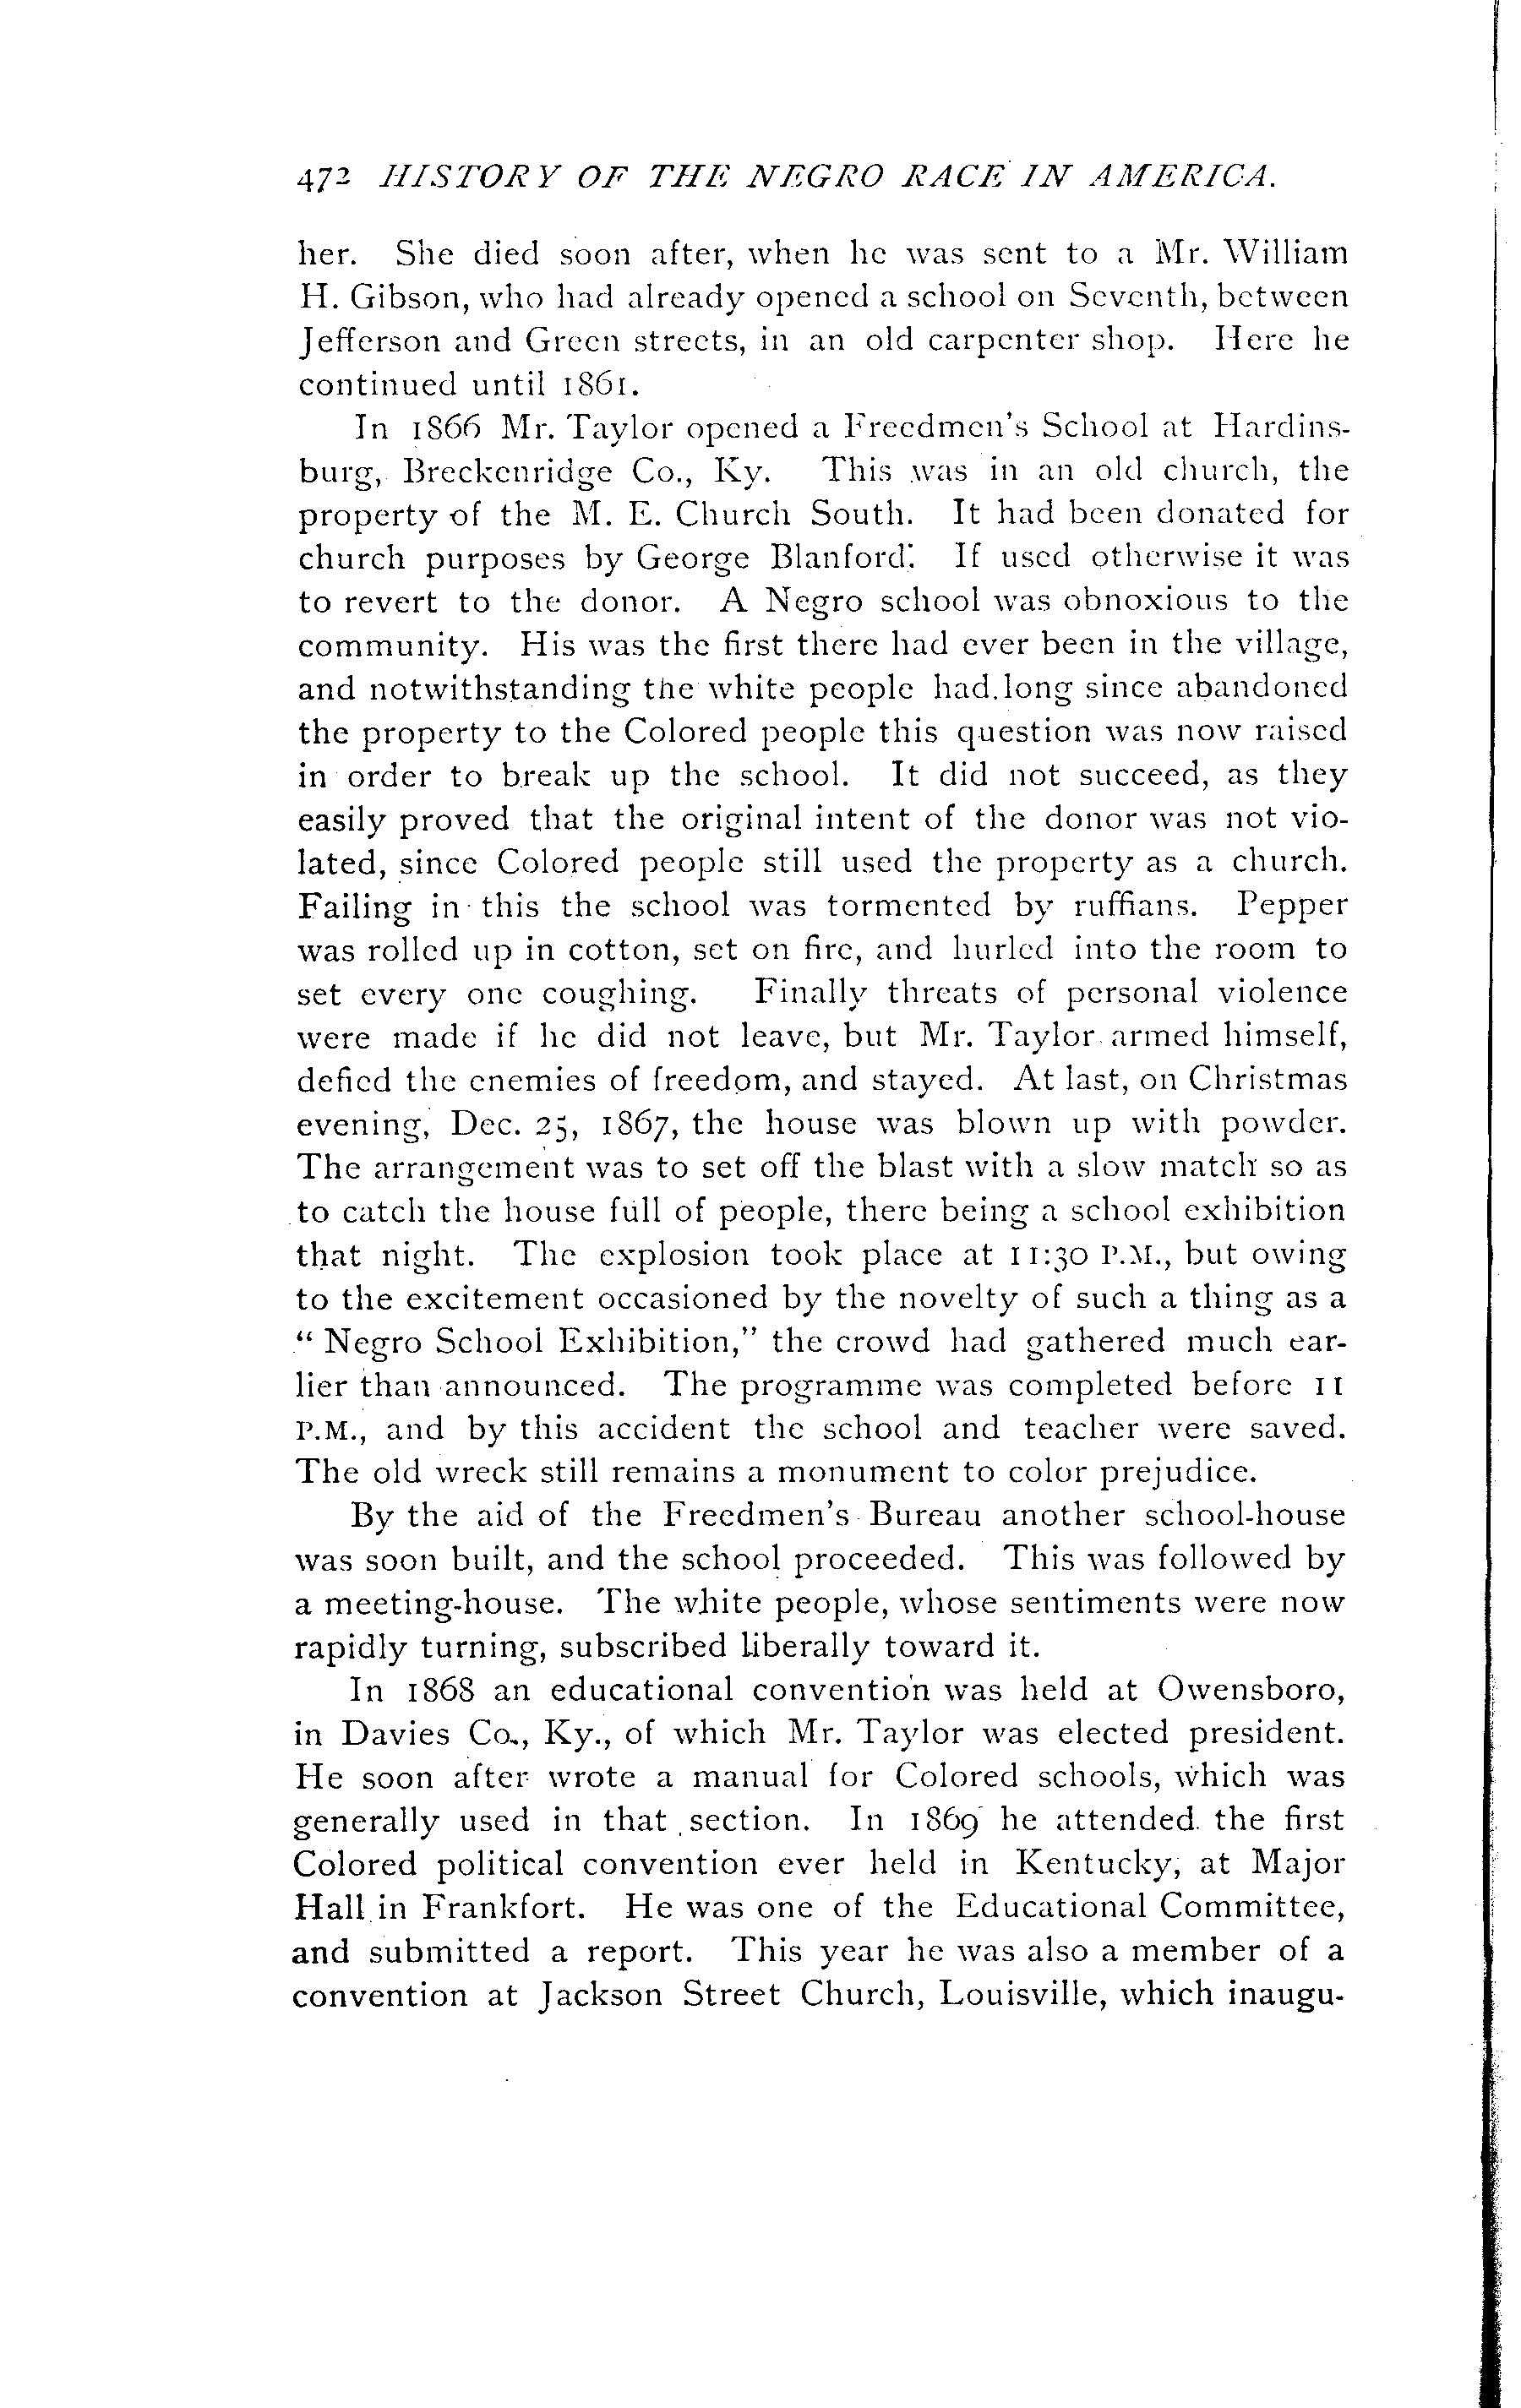 472 HISTORY OF THE NEGRO RACE IN AMERICA.
her. She died soon after, when he was sent to a Mr. William
H. Gibson, who had already opened a school on Seventh, between
Jefferson and Green streets, in an old carpenter shop. Here he
continued until 1861.
In 1866 Mr. Taylor opened a Freedmen's School at Hardins-
burg, Breckenridge Co., Ky. This was in an old church, the
property of the M. E. Church South. It had been donated for
church purposes by George Blanford. If used otherwise it was
to revert to the donor. A Negro school was obnoxious to the
community. His was the first there had ever been in the village,
and notwithstanding the white people had long since abandoned
the property to the Colored people this question was now raised
in order to break up the school. It did not succeed, as they
easily proved that the original intent of the donor was not vio-
lated, since Colored people still used the property as a church.
Failing in this the school was tormented by ruffians. Pepper
was rolled up in cotton, set on fire, and hurled into the room to
set every one coughing. Finally threats of personal violence
were made if he did not leave, but Mr. Taylor armed himself,
defied the enemies of freedom, and stayed. At last, on Christmas
evening, Dec. 25, 1867, the house was blown up with powder.
The arrangement was to set off the blast with a slow match so as
to catch the house full of people, there being a school exhibition
that night. The explosion took place at 11:30 P.M., but owing
to the excitement occasioned by the novelty of such a thing as a
" Negro School Exhibition," the crowd had gathered much ear-
lier than announced. The programme was completed before 11
P.M., and by this accident the school and teacher were saved.
The old wreck still remains a monument to color prejudice.
By the aid of the Freedmen's Bureau another school-house
was soon built, and the school proceeded. This was followed by
a meeting-house. The white people, whose sentiments were now
rapidly turning, subscribed liberally toward it.
In 1868 an educational convention was held at Owensboro,
in Davies Co., Ky., of which Mr. Taylor was elected president.
He soon after wrote a manual for Colored schools, which was
generally used in that section. In 1869 he attended the first
Colored political convention ever held in Kentucky, at Major
Hall in Frankfort. He was one of the Educational Committee,
and submitted a report. This year he was also a member of a
convention at Jackson Street Church, Louisville, which inaugu-